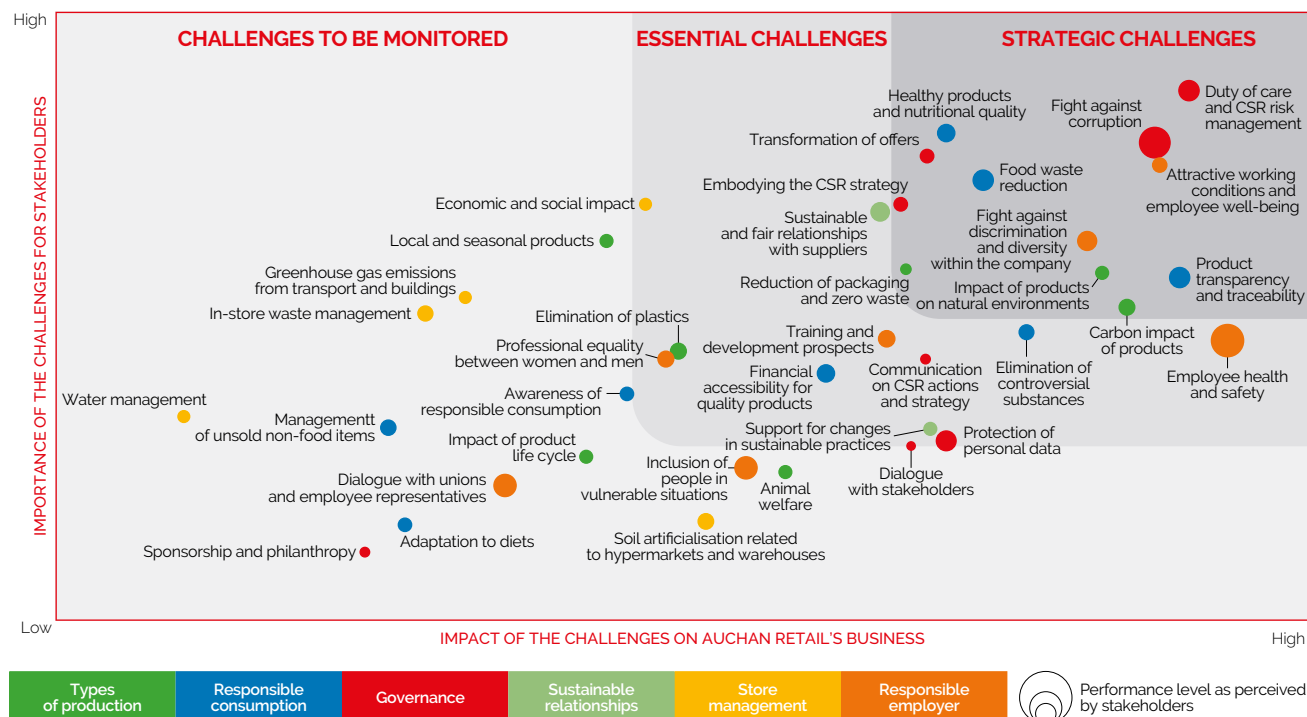 High
CHALLENGES TO BE MONITORED
ESSENTIAL CHALLENGES
STRATEGIC CHALLENGES
IMPORTANCE OF THE CHALLENGES FOR STAKEHOLDERS
Healthy products
and nutritional quality
Duty of care
and CSR risk
management
Fight against
corruption
Transformation of offers
Food waste
reduction
Attractive working
conditions and
employee well-being
Embodying the CSR strategy
Economic and social impact
Sustainable
and fair relationships
with suppliers
Fight against
discrimination
and diversity
within the company
Local and seasonal products
Greenhouse gas emissions
from transport and buildings
Product
transparency
and traceability
Reduction of packaging
and zero waste
Impact of products
on natural environments
In-store waste management
Elimination of plastics
Carbon impact
of products
Professional equality
between women and men
Training and
development prospects
Elimination of
controversial
substances
Employee health
and safety
Communication
on CSR actions
and strategy
Financial
accessibility for
quality products
Awareness of
responsible consumption
Water management
Managementt
of unsold non-food items
Support for changes
in sustainable practices
Protection of
personal data
Impact of product
life cycle
Inclusion of
people in
vulnerable situations
Animal
welfare
Dialogue
with stakeholders
Dialogue with unions
and employee representatives
Adaptation to diets
Soil artificialisation related
to hypermarkets and warehouses
Sponsorship and philanthropy
Low
IMPACT OF THE CHALLENGES ON AUCHAN RETAIL'S BUSINESS
High
Types
of production
Responsible
consumption
Governance
Sustainable
relationships
Store
management
Responsible
employer
Performance level as perceived
by stakeholders